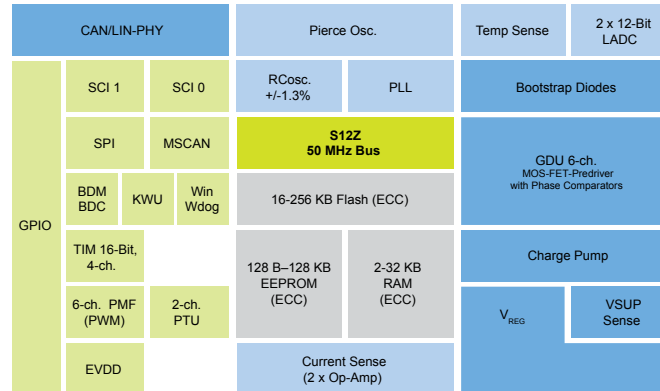 CAN/LIN-PHY
Pierce Osc.
Temp Sense
2 x 12-Bit
LADC
GPIO
SCI 1
SCI 0
RCosc.
+/-1.3%
PLL
Bootstrap Diodes
SPI
MSCAN
S12Z
50 MHz Bus
GDU 6-ch.
MOS-FET-Predriver
with Phase Comparators
BDM
BDC
KWU
Win
Wdog
16-256 KB Flash (ECC)
TIM 16-Bit,
4-ch.
128 B–128 KB
EEPROM
(ECC)
2-32 KB
RAM
(ECC)
Charge Pump
6-ch. PMF
(PWM)
2-ch.
PTU
VREG
VSUP
Sense
EVDD
Current Sense
(2 x Op-Amp)